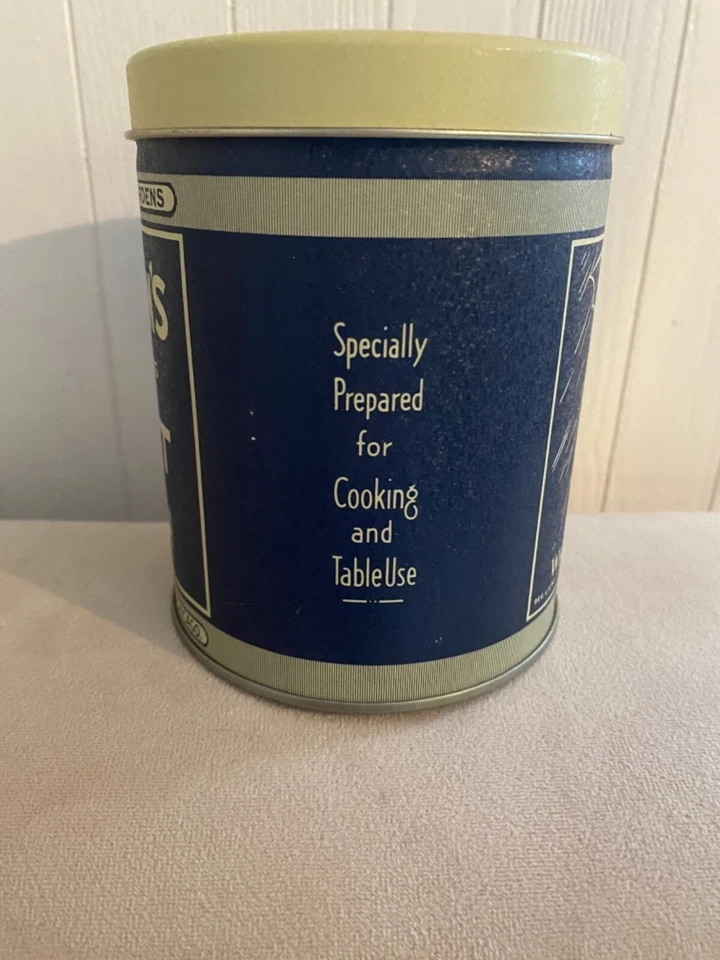 Specially
Prepared
for
Cooking
and
TableUse